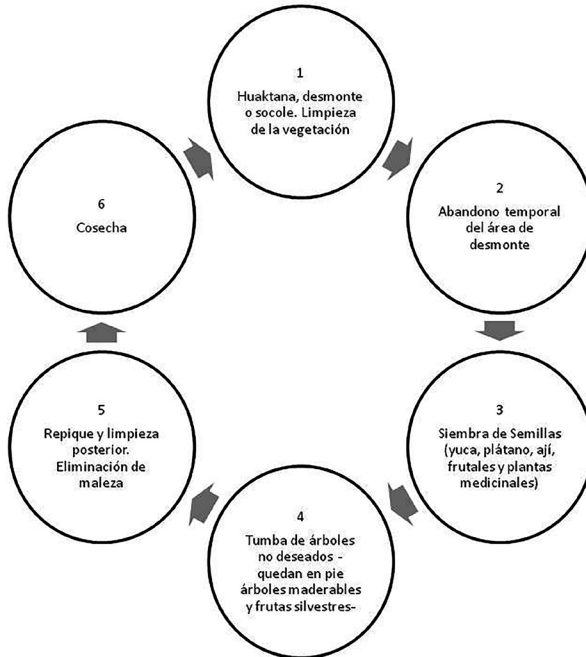 1
Huaktana, desmonte
o socole. Limpieza
de la vegetación
2
Abandono temporal
del área de
desmonte
3
Siembra de Semillas
(yuca, plátano, ají,
frutales y plantas
medicinales)
4
Tumba de árboles
no deseados -
quedan en pie
árboles maderables
y frutas silvestres-
5
Repique y limpieza
posterior.
Eliminación de
maleza
6
Cosecha